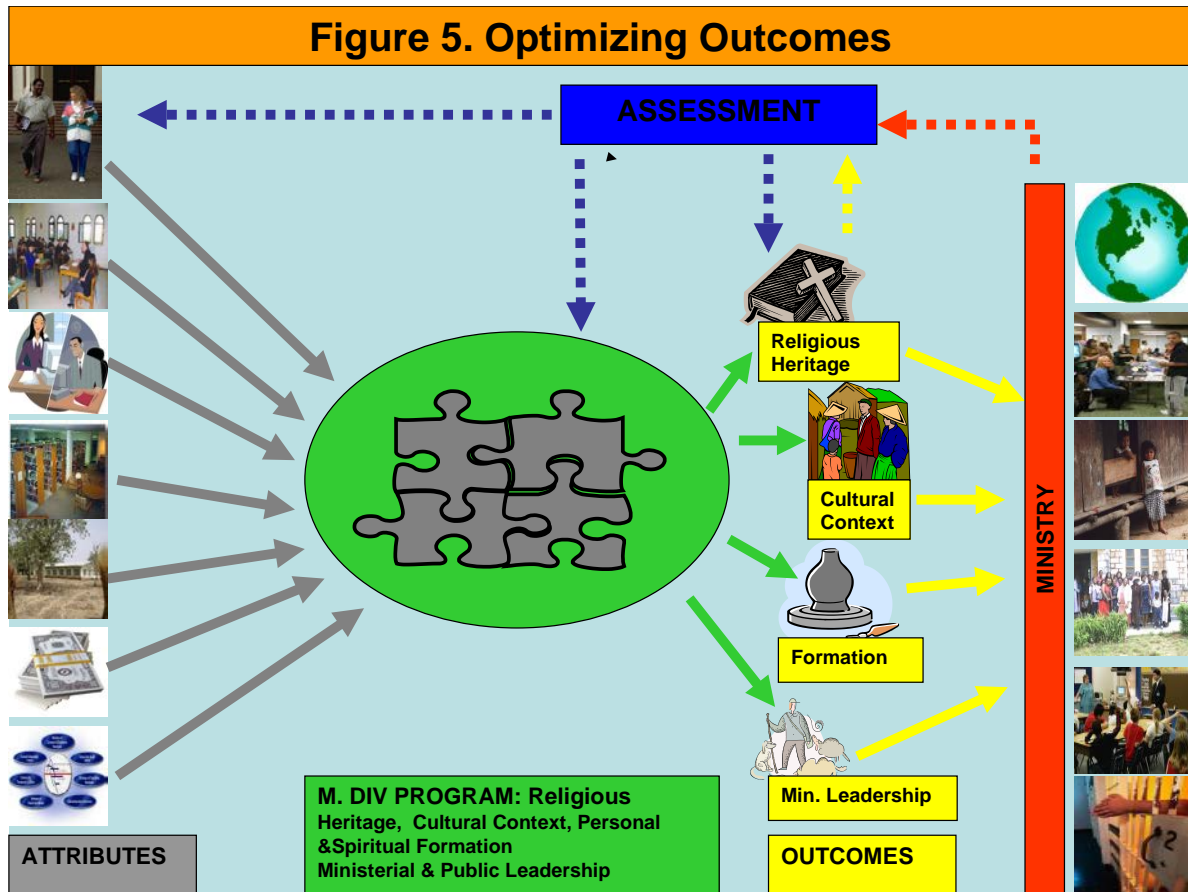 Figure 5. Optimizing Outcomes
ASSESSMENT
Religious
Heritage
Cultural
Context
MINISTRY
Formation
Min. Leadership
M. DIV PROGRAM: Religious
Heritage, Cultural Context, Personal
&Spiritual Formation
Ministerial & Public Leadership
ATTRIBUTES
OUTCOMES